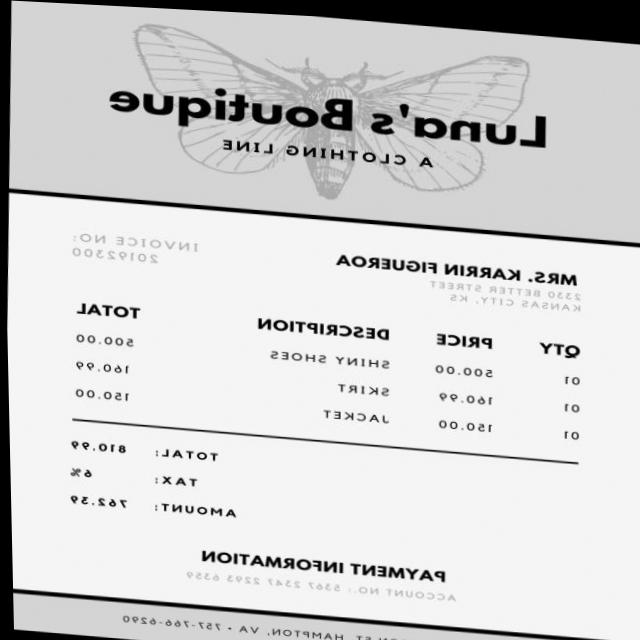 Luna's Boutique
A CLOTHING LINE
MRS. KARRIN FIGUEROA
2330 BETTER STREET
KANSAS CITY, KS
INVOICE NO:
20192300
QTY PRICE DESCRIPTION TOTAL
01 500.00 SHINY SHOES 500.00
01 160.99 SKIRT 160.99
01 150.00 JACKET 150.00
TOTAL: 810.99
TAX: 6%
AMOUNT: 762.39
PAYMENT INFORMATION
ACCOUNT NO.: 5367 2347 2293 6359
ST, HAMPTON, VA, • 757-766-6290